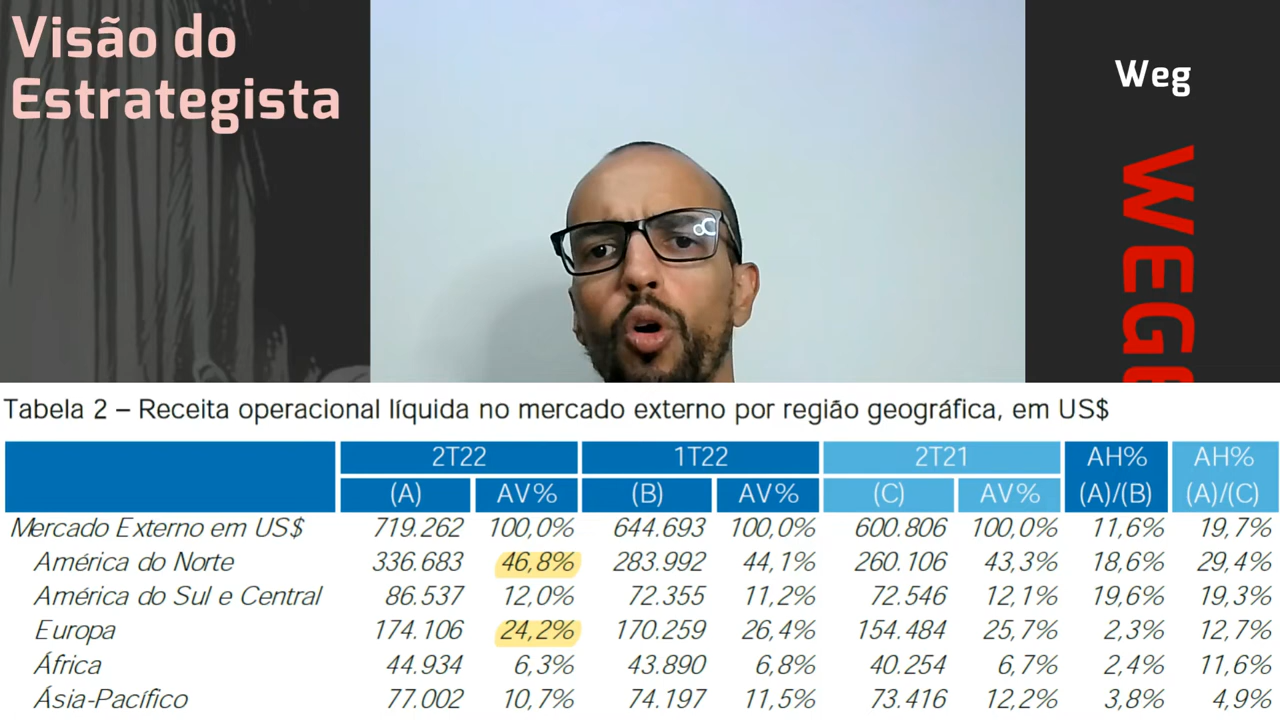 Visão do
Estrategista
Weg
WEGE
Tabela 2 – Receita operacional líquida no mercado externo por região geográfica, em US$
2T22 1T22 2T21 AH% AH%
(A) AV% (B) AV% (C) AV% (A)/(B) (A)/(C)
Mercado Externo em US$ 719.262 100,0% 644.693 100,0% 600.806 100,0% 11,6% 19,7%
América do Norte 336.683 46,8% 283.992 44,1% 260.106 43,3% 18,6% 29,4%
América do Sul e Central 86.537 12,0% 72.355 11,2% 72.546 12,1% 19,6% 19,3%
Europa 174.106 24,2% 170.259 26,4% 154.484 25,7% 2,3% 12,7%
África 44.934 6,3% 43.890 6,8% 40.254 6,7% 2,4% 11,6%
Ásia-Pacífico 77.002 10,7% 74.197 11,5% 73.416 12,2% 3,8% 4,9%